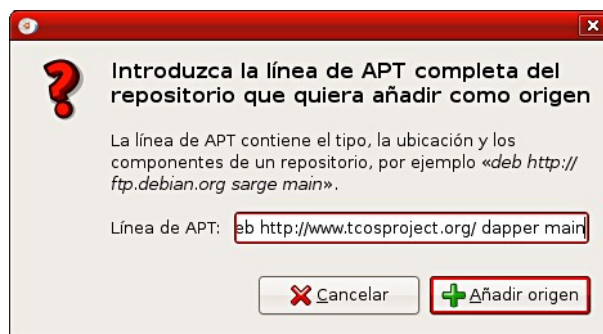 Introduzca la línea de APT completa del
repositorio que quiera añadir como origen
La línea de APT contiene el tipo, la ubicación y los
componentes de un repositorio, por ejemplo «deb http://
ftp.debian.org sarge main».
Línea de APT: eb http://www.tcosproject.org/ dapper main
Cancelar Añadir origen